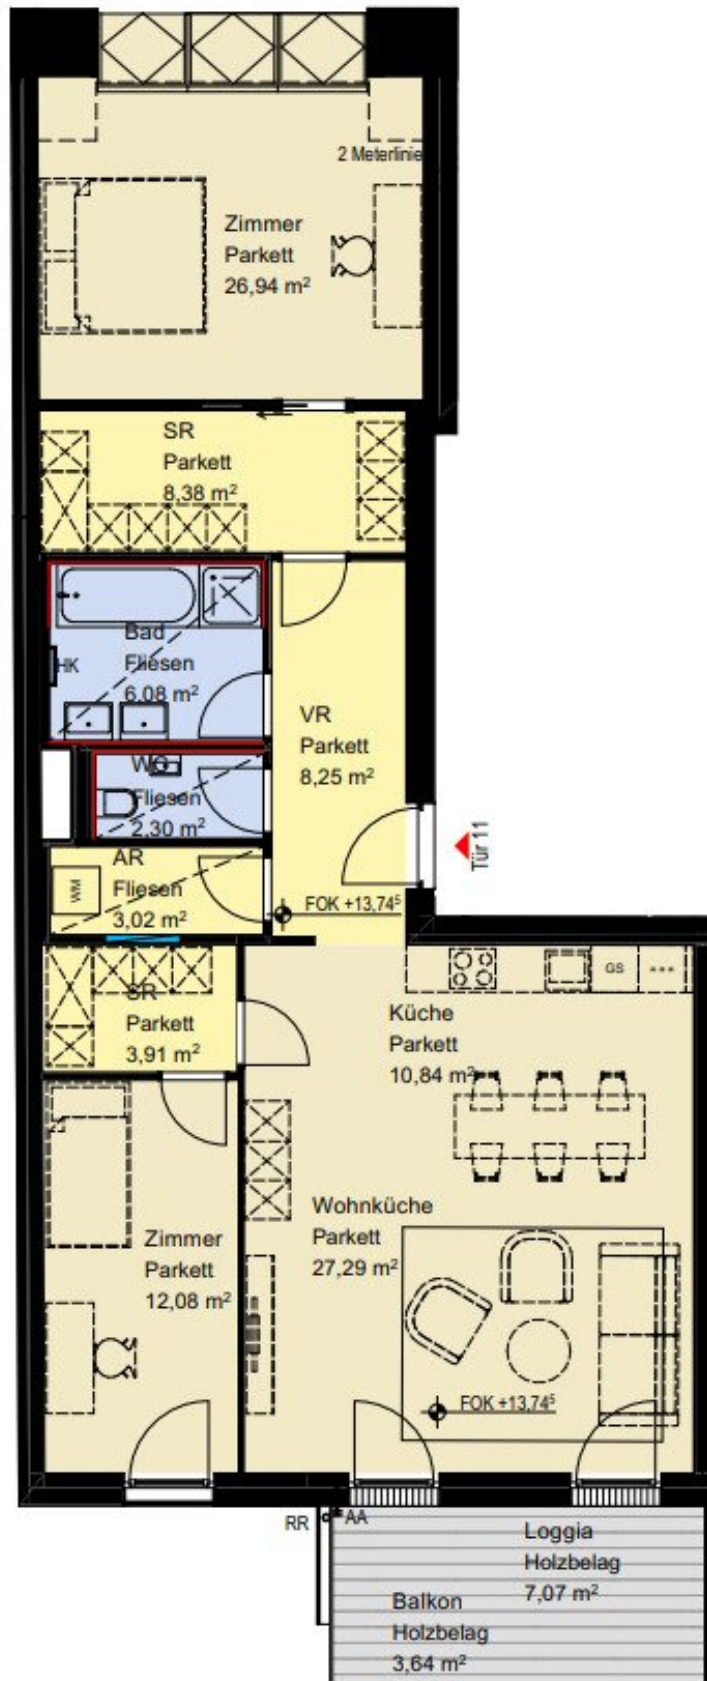 2 Meterlinie
Zimmer
Parkett
26,94 m²
SR
Parkett
8,38 m²
Bad
Fliesen
6,08 m²
HK
VR
Parkett
8,25 m²
WC
Fliesen
2,30 m²
Tür 11
AR
Fliesen
3,02 m²
WM
FOK +13,74⁵
SR
Parkett
3,91 m²
GS
***
Küche
Parkett
10,84 m²
Wohnküche
Parkett
27,29 m²
Zimmer
Parkett
12,08 m²
FOK +13,74⁵
RR
AA
Loggia
Holzbelag
7,07 m²
Balkon
Holzbelag
3,64 m²